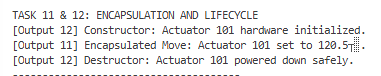 TASK 11 & 12: ENCAPSULATION AND LIFECYCLE
[Output 12] Constructor: Actuator 101 hardware initialized.
[Output 11] Encapsulated Move: Actuator 101 set to 120.5┬░.
[Output 12] Destructor: Actuator 101 powered down safely.
-----------------------------------